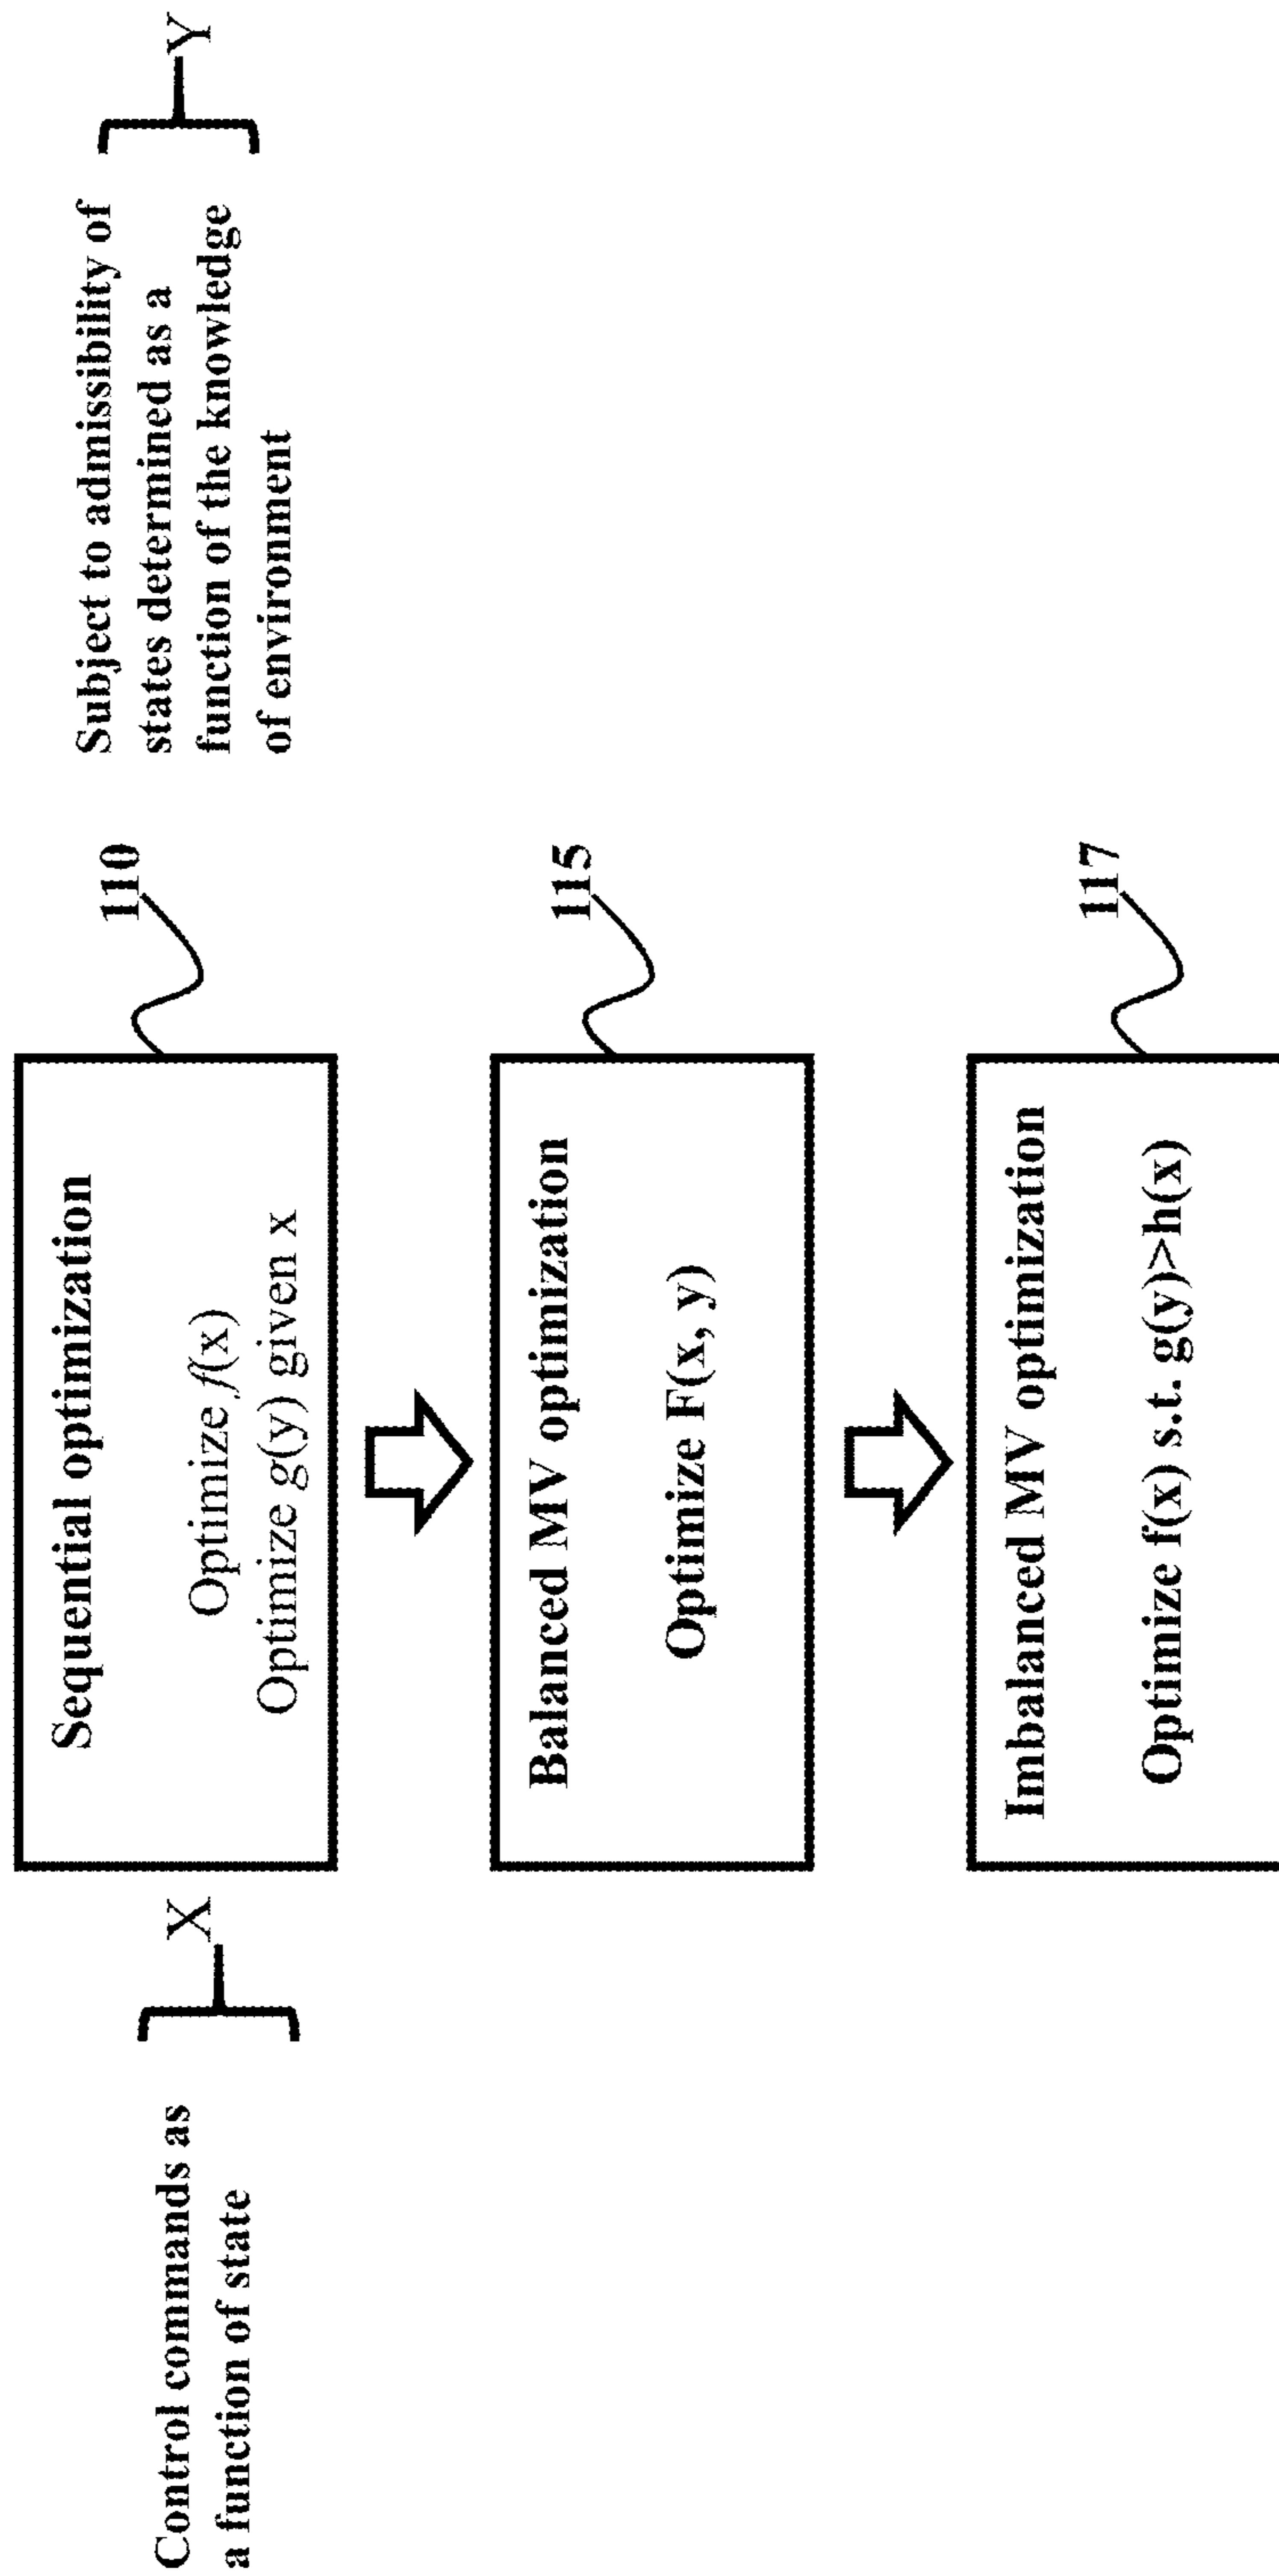 Control commands as
a function of state
X
Sequential optimization
Optimize f(x)
Optimize g(y) given x
110
Subject to admissibility of
states determined as a
function of the knowledge
of environment
Y
Balanced MV optimization
Optimize F(x, y)
115
Imbalanced MV optimization
Optimize f(x) s.t. g(y)>h(x)
117